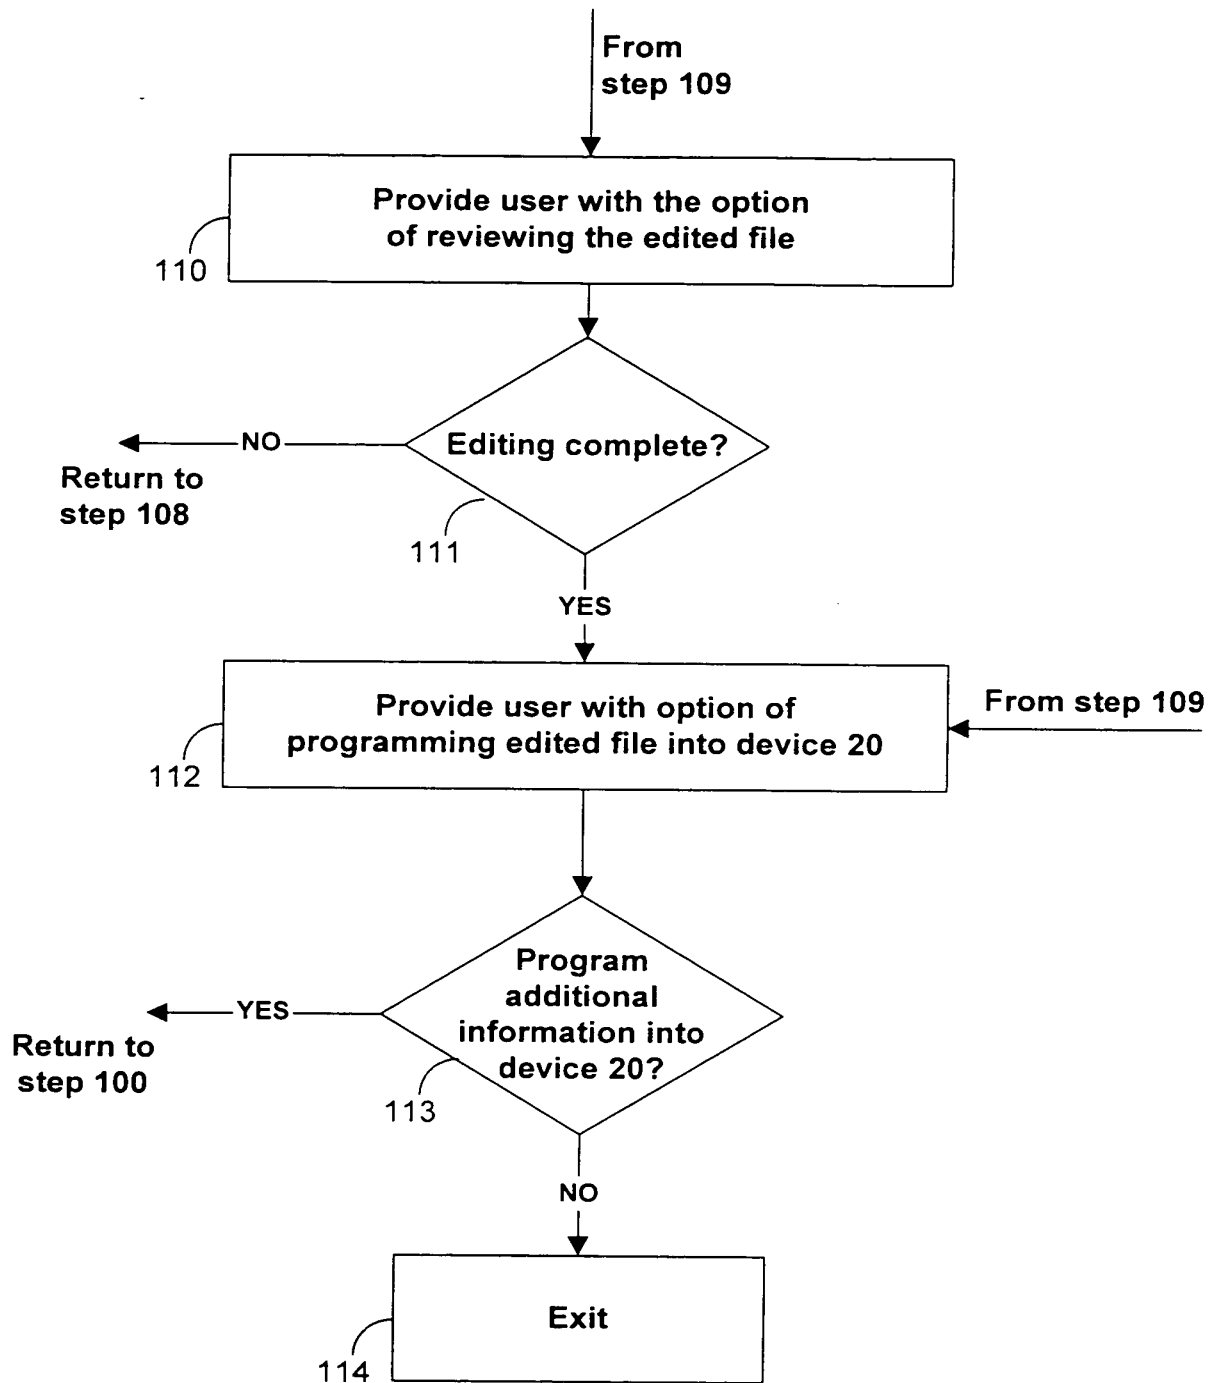 From
step 109
Provide user with the option
of reviewing the edited file
110
Editing complete?
NO
Return to
step 108
111
YES
Provide user with option of
programming edited file into device 20
From step 109
112
Program
additional
information into
device 20?
YES
Return to
step 100
113
NO
Exit
114